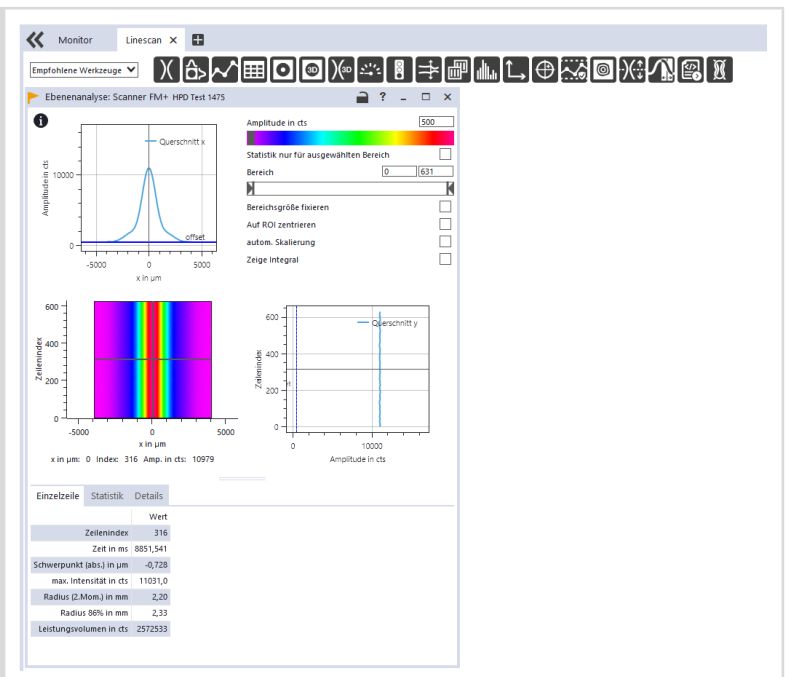 Monitor
Linescan
Empfohlene Werkzeuge
3D
3D
Ebenenanalyse: Scanner FM+ HPD Test 1475
?
Querschnitt x
Amplitude in cts
10000
0
offset
-5000
0
5000
x in µm
Amplitude in cts
500
Statistik nur für ausgewählten Bereich
Bereich
0
631
Bereichsgröße fixieren
Auf ROI zentrieren
autom. Skalierung
Zeige Integral
Zeilenindex
600
400
200
0
-5000
0
5000
x in µm
x in µm: 0 Index: 316 Amp. in cts: 10979
Querschnitt y
Zeilenindex
600
400
200
0
0
10000
Amplitude in cts
Einzelzeile Statistik Details
Wert
Zeilenindex 316
Zeit in ms 8851,541
Schwerpunkt (abs.) in µm -0,728
max. Intensität in cts 11031,0
Radius (2.Mom.) in mm 2,20
Radius 86% in mm 2,33
Leistungsvolumen in cts 2572533